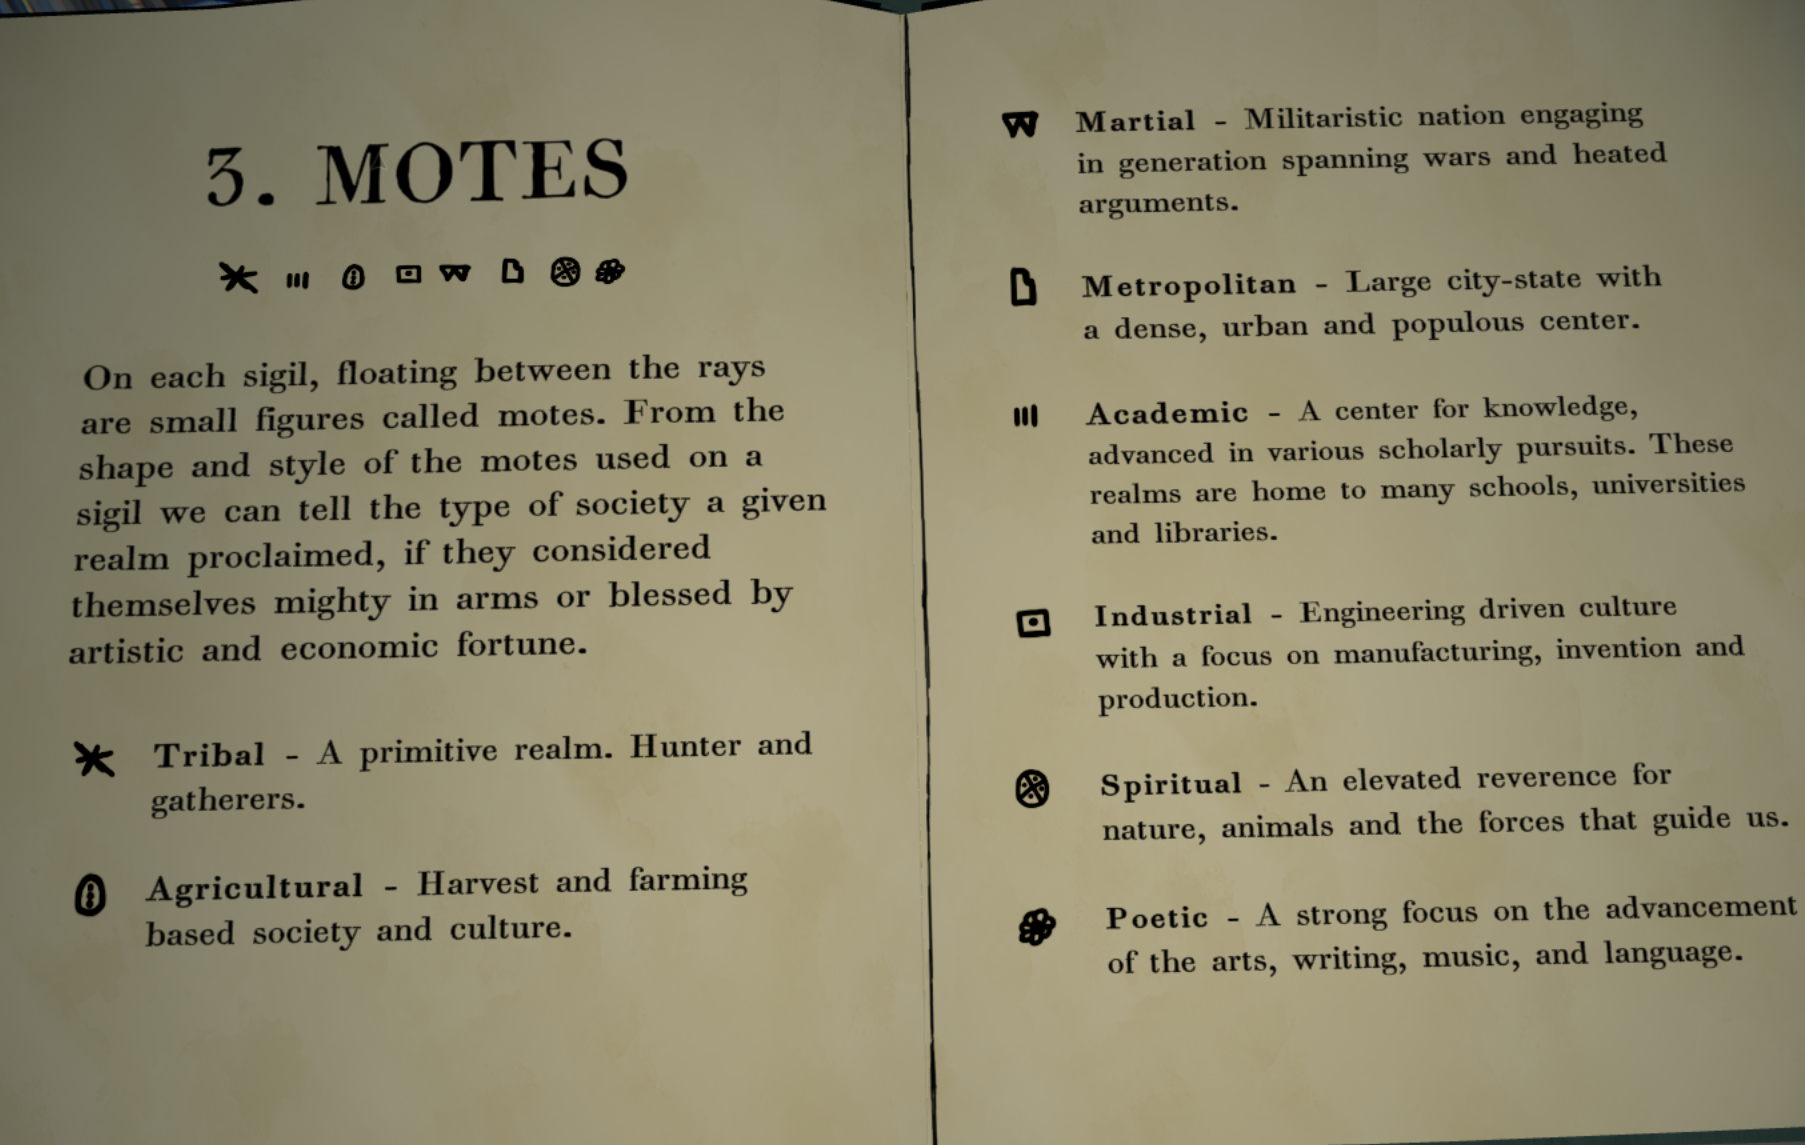 3. MOTES
On each sigil, floating between the rays
are small figures called motes. From the
shape and style of the motes used on a
sigil we can tell the type of society a given
realm proclaimed, if they considered
themselves mighty in arms or blessed by
artistic and economic fortune.
Tribal - A primitive realm. Hunter and
gatherers.
Agricultural - Harvest and farming
based society and culture.
Martial - Militaristic nation engaging
in generation spanning wars and heated
arguments.
Metropolitan - Large city-state with
a dense, urban and populous center.
Academic - A center for knowledge,
advanced in various scholarly pursuits. These
realms are home to many schools, universities
and libraries.
Industrial - Engineering driven culture
with a focus on manufacturing, invention and
production.
Spiritual - An elevated reverence for
nature, animals and the forces that guide us.
Poetic - A strong focus on the advancement
of the arts, writing, music, and language.